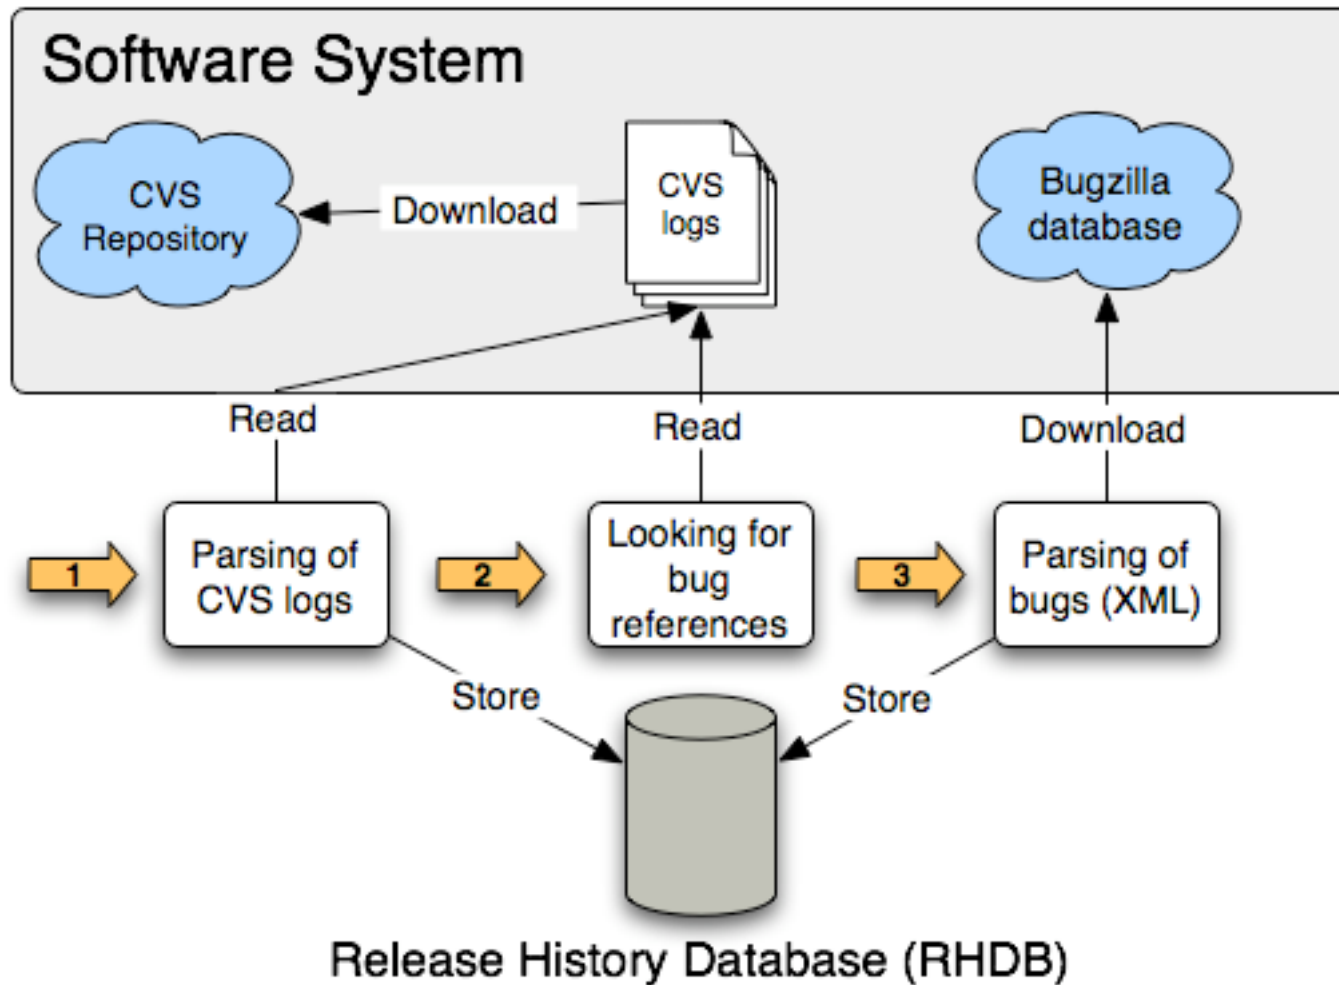 Software System
CVS
Repository
Download
CVS
logs
Bugzilla
database
Read
Read
Download
1
Parsing of
CVS logs
2
Looking for
bug
references
3
Parsing of
bugs (XML)
Store
Store
Release History Database (RHDB)